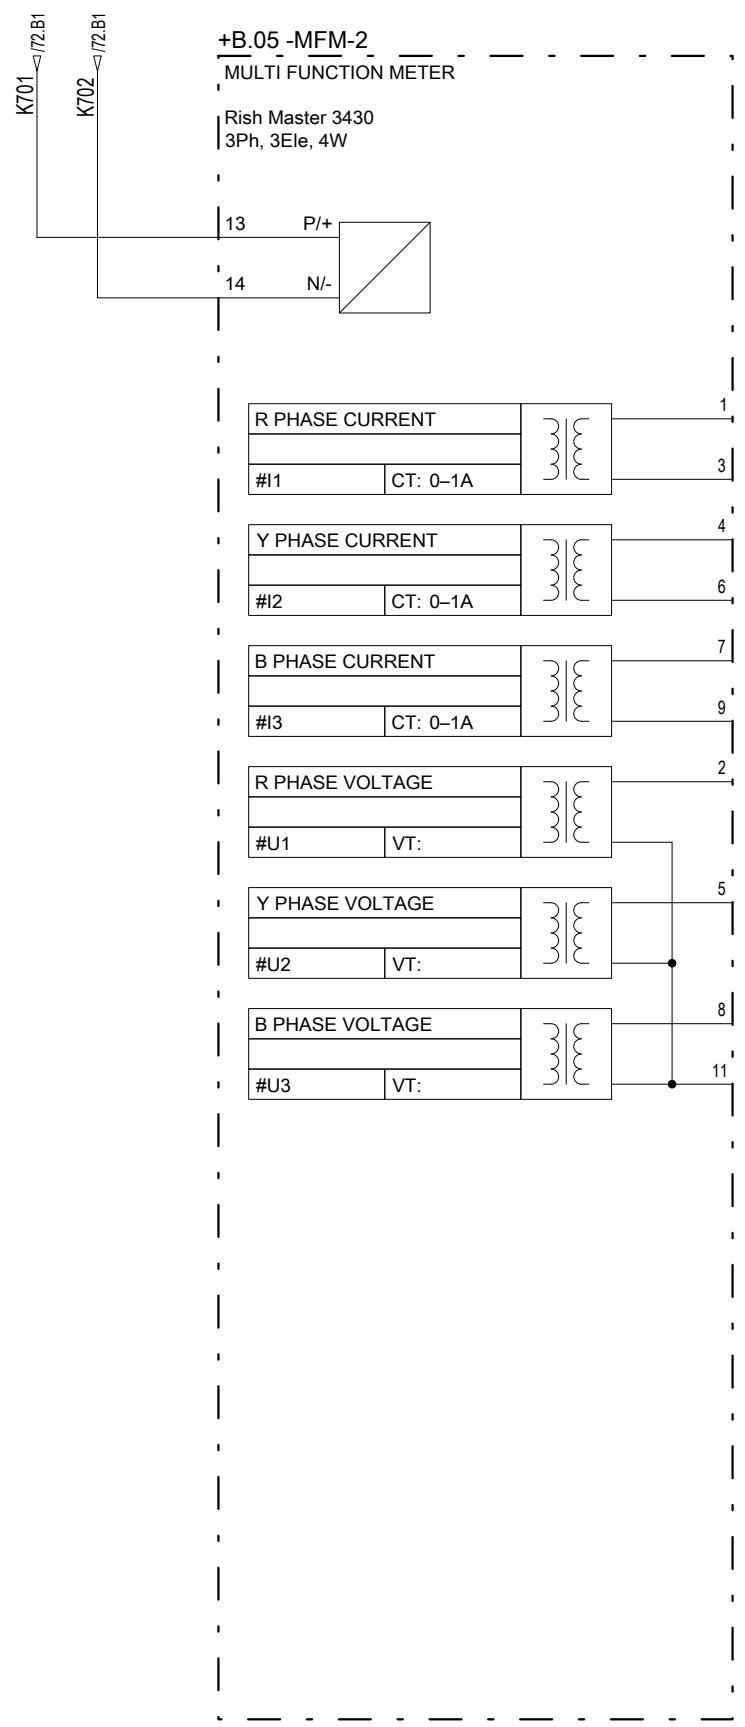 /72.B1
/72.B1
K701
K702
+B.05 -MFM-2
MULTI FUNCTION METER
Rish Master 3430
3Ph, 3Ele, 4W
13 P/+
14 N/-
1
R PHASE CURRENT
3
#I1 CT: 0–1A
4
Y PHASE CURRENT
6
#I2 CT: 0–1A
7
B PHASE CURRENT
9
#I3 CT: 0–1A
2
R PHASE VOLTAGE
#U1 VT:
5
Y PHASE VOLTAGE
#U2 VT:
8
B PHASE VOLTAGE
11
#U3 VT: